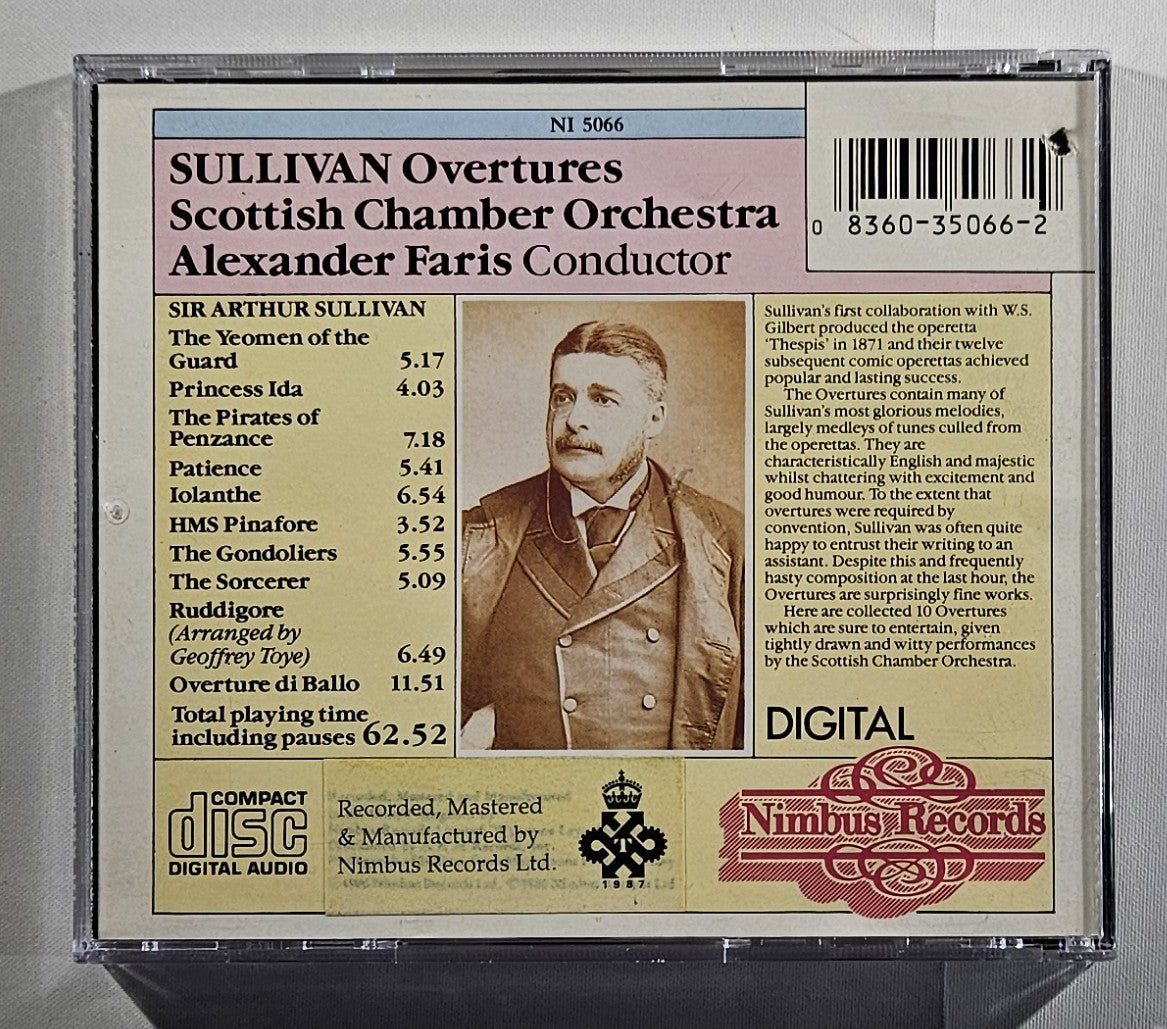 NI 5066
SULLIVAN Overtures
Scottish Chamber Orchestra
Alexander Faris Conductor
0 8360-35066-2
SIR ARTHUR SULLIVAN
The Yeomen of the
Guard 5.17
Princess Ida 4.03
The Pirates of
Penzance 7.18
Patience 5.41
Iolanthe 6.54
HMS Pinafore 3.52
The Gondoliers 5.55
The Sorcerer 5.09
Ruddigore
(Arranged by
Geoffrey Toye) 6.49
Overture di Ballo 11.51
Total playing time
including pauses 62.52
Sullivan's first collaboration with W.S.
Gilbert produced the operetta
'Thespis' in 1871 and their twelve
subsequent comic operettas achieved
popular and lasting success.
The Overtures contain many of
Sullivan's most glorious melodies,
largely medleys of tunes culled from
the operettas. They are
characteristically English and majestic
whilst chattering with excitement and
good humour. To the extent that
overtures were required by
convention, Sullivan was often quite
happy to entrust their writing to an
assistant. Despite this and frequently
hasty composition at the last hour, the
Overtures are surprisingly fine works.
Here are collected 10 Overtures
which are sure to entertain, given
tightly drawn and witty performances
by the Scottish Chamber Orchestra.
DIGITAL
COMPACT
disc
DIGITAL AUDIO
Recorded, Mastered
& Manufactured by
Nimbus Records Ltd.
1987
Nimbus Records